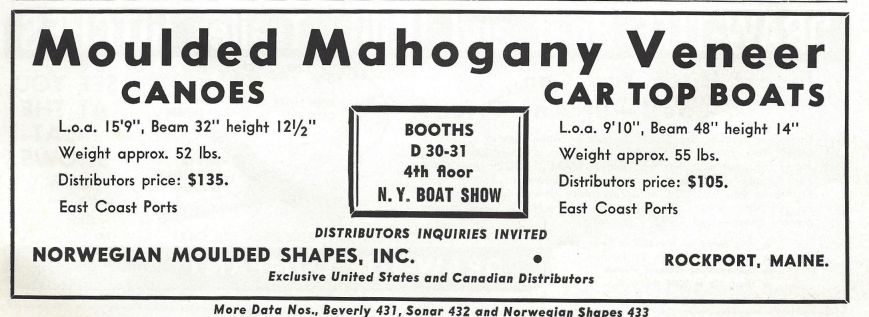 Moulded Mahogany Veneer
CANOES
L.o.a. 15'9", Beam 32" height 12½"
Weight approx. 52 lbs.
Distributors price: $135.
East Coast Ports
BOOTHS
D 30-31
4th floor
N. Y. BOAT SHOW
CAR TOP BOATS
L.o.a. 9'10", Beam 48" height 14"
Weight approx. 55 lbs.
Distributors price: $105.
East Coast Ports
DISTRIBUTORS INQUIRIES INVITED
NORWEGIAN MOULDED SHAPES, INC. • ROCKPORT, MAINE.
Exclusive United States and Canadian Distributors
More Data Nos., Beverly 431, Sonar 432 and Norwegian Shapes 433